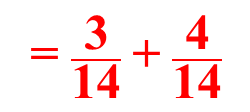 = 3/14 + 4/14